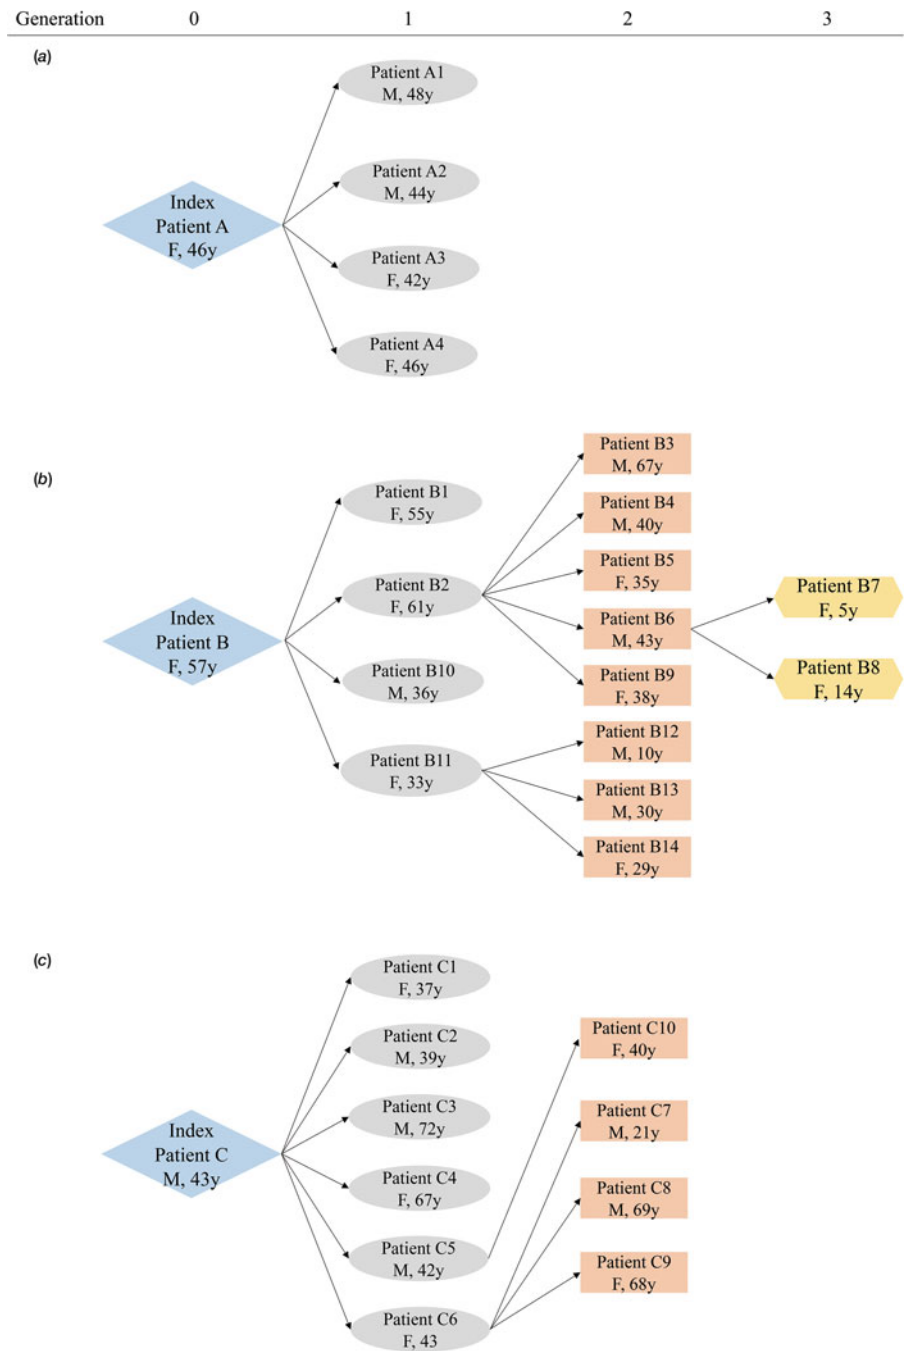 Generation 0 1 2 3
(a)
Index
Patient A
F, 46y
Patient A1
M, 48y
Patient A2
M, 44y
Patient A3
F, 42y
Patient A4
F, 46y
(b)
Index
Patient B
F, 57y
Patient B1
F, 55y
Patient B2
F, 61y
Patient B10
M, 36y
Patient B11
F, 33y
Patient B3
M, 67y
Patient B4
M, 40y
Patient B5
F, 35y
Patient B6
M, 43y
Patient B9
F, 38y
Patient B12
M, 10y
Patient B13
M, 30y
Patient B14
F, 29y
Patient B7
F, 5y
Patient B8
F, 14y
(c)
Index
Patient C
M, 43y
Patient C1
F, 37y
Patient C2
M, 39y
Patient C3
M, 72y
Patient C4
F, 67y
Patient C5
M, 42y
Patient C6
F, 43
Patient C10
F, 40y
Patient C7
M, 21y
Patient C8
M, 69y
Patient C9
F, 68y